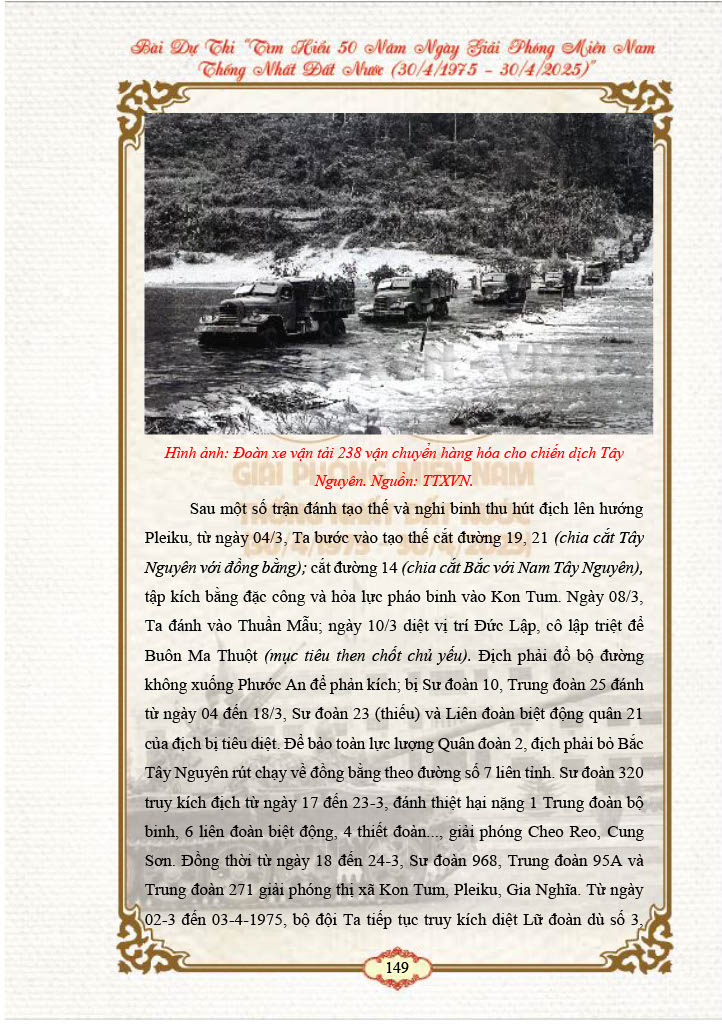 Bài Dự Thi "Tìm Hiểu 50 Năm Ngày Giải Phóng Miền Nam
Thống Nhất Đất Nước (30/4/1975 - 30/4/2025)"
Hình ảnh: Đoàn xe vận tải 238 vận chuyển hàng hóa cho chiến dịch Tây
Nguyên. Nguồn: TTXVN.
GIẢI PHÓNG MIỀN NAM
THỐNG NHẤT ĐẤT NƯỚC
(30/4/1975 - 30/4/2025)
Sau một số trận đánh tạo thế và nghi binh thu hút địch lên hướng
Pleiku, từ ngày 04/3, Ta bước vào tạo thế cắt đường 19, 21 (chia cắt Tây
Nguyên với đồng bằng); cắt đường 14 (chia cắt Bắc với Nam Tây Nguyên),
tập kích bằng đặc công và hỏa lực pháo binh vào Kon Tum. Ngày 08/3,
Ta đánh vào Thuần Mẫu; ngày 10/3 diệt vị trí Đức Lập, cô lập triệt để
Buôn Ma Thuột (mục tiêu then chốt chủ yếu). Địch phải đổ bộ đường
không xuống Phước An để phản kích; bị Sư đoàn 10, Trung đoàn 25 đánh
từ ngày 04 đến 18/3, Sư đoàn 23 (thiếu) và Liên đoàn biệt động quân 21
của địch bị tiêu diệt. Để bảo toàn lực lượng Quân đoàn 2, địch phải bỏ Bắc
Tây Nguyên rút chạy về đồng bằng theo đường số 7 liên tỉnh. Sư đoàn 320
truy kích địch từ ngày 17 đến 23-3, đánh thiệt hại nặng 1 Trung đoàn bộ
binh, 6 liên đoàn biệt động, 4 thiết đoàn..., giải phóng Cheo Reo, Cung
Sơn. Đồng thời từ ngày 18 đến 24-3, Sư đoàn 968, Trung đoàn 95A và
Trung đoàn 271 giải phóng thị xã Kon Tum, Pleiku, Gia Nghĩa. Từ ngày
02-3 đến 03-4-1975, bộ đội Ta tiếp tục truy kích diệt Lữ đoàn dù số 3,
149